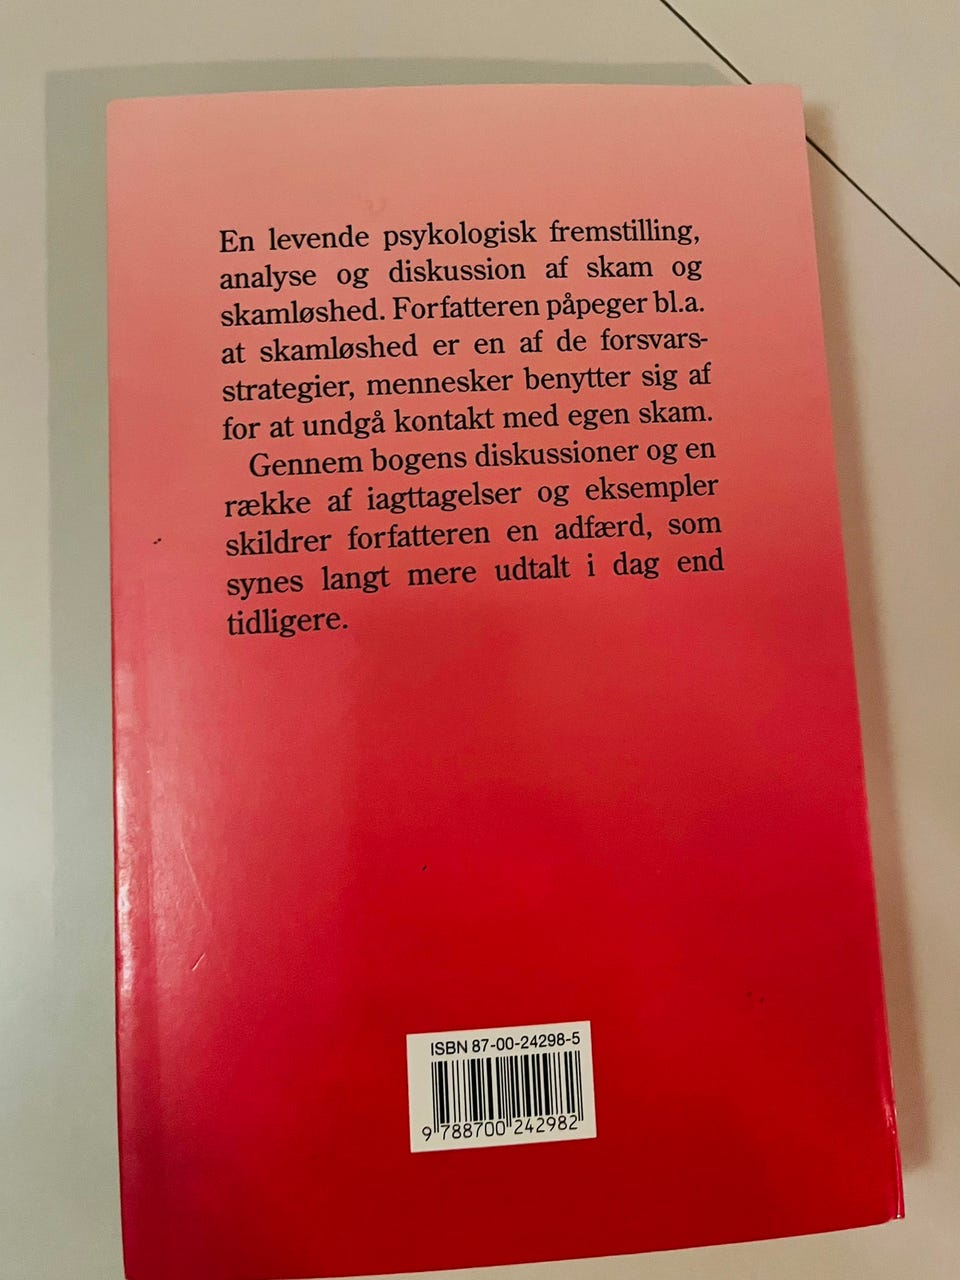 En levende psykologisk fremstilling,
analyse og diskussion af skam og
skamløshed. Forfatteren påpeger bl.a.
at skamløshed er en af de forsvars-
strategier, mennesker benytter sig af
for at undgå kontakt med egen skam.
Gennem bogens diskussioner og en
række af iagttagelser og eksempler
skildrer forfatteren en adfærd, som
synes langt mere udtalt i dag end
tidligere.
ISBN 87-00-24298-5
9 788700 242982